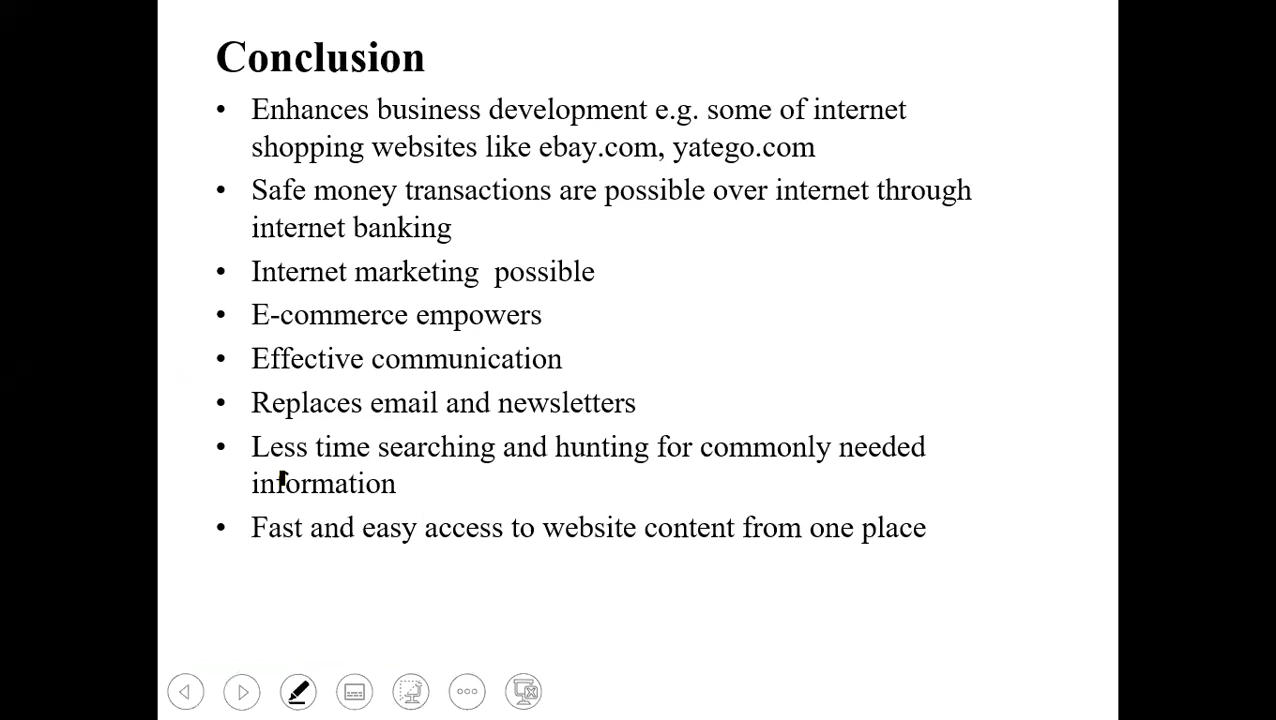 Conclusion
• Enhances business development e.g. some of internet
shopping websites like ebay.com, yatego.com
• Safe money transactions are possible over internet through
internet banking
• Internet marketing  possible
• E-commerce empowers
• Effective communication
• Replaces email and newsletters
• Less time searching and hunting for commonly needed
information
• Fast and easy access to website content from one place